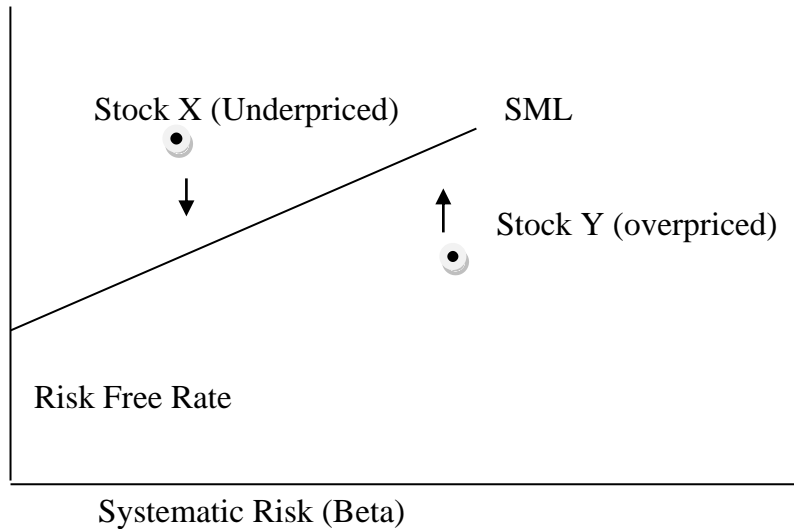 Stock X (Underpriced)
SML
Stock Y (overpriced)
Risk Free Rate
Systematic Risk (Beta)